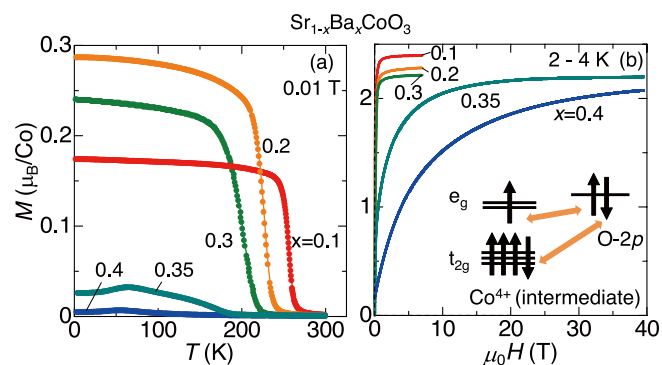 Sr1-xBaxCoO3
(a)
0.01 T
0.2
0.3
x=0.1
0.4
0.35
M (μB/Co)
0.3
0.2
0.1
0
0
100
200
300
T (K)
2 - 4 K (b)
0.1
0.2
0.3
0.35
x=0.4
eg
O-2p
t2g
Co4+ (intermediate)
2
1
0
0
10
20
30
40
μ0H (T)